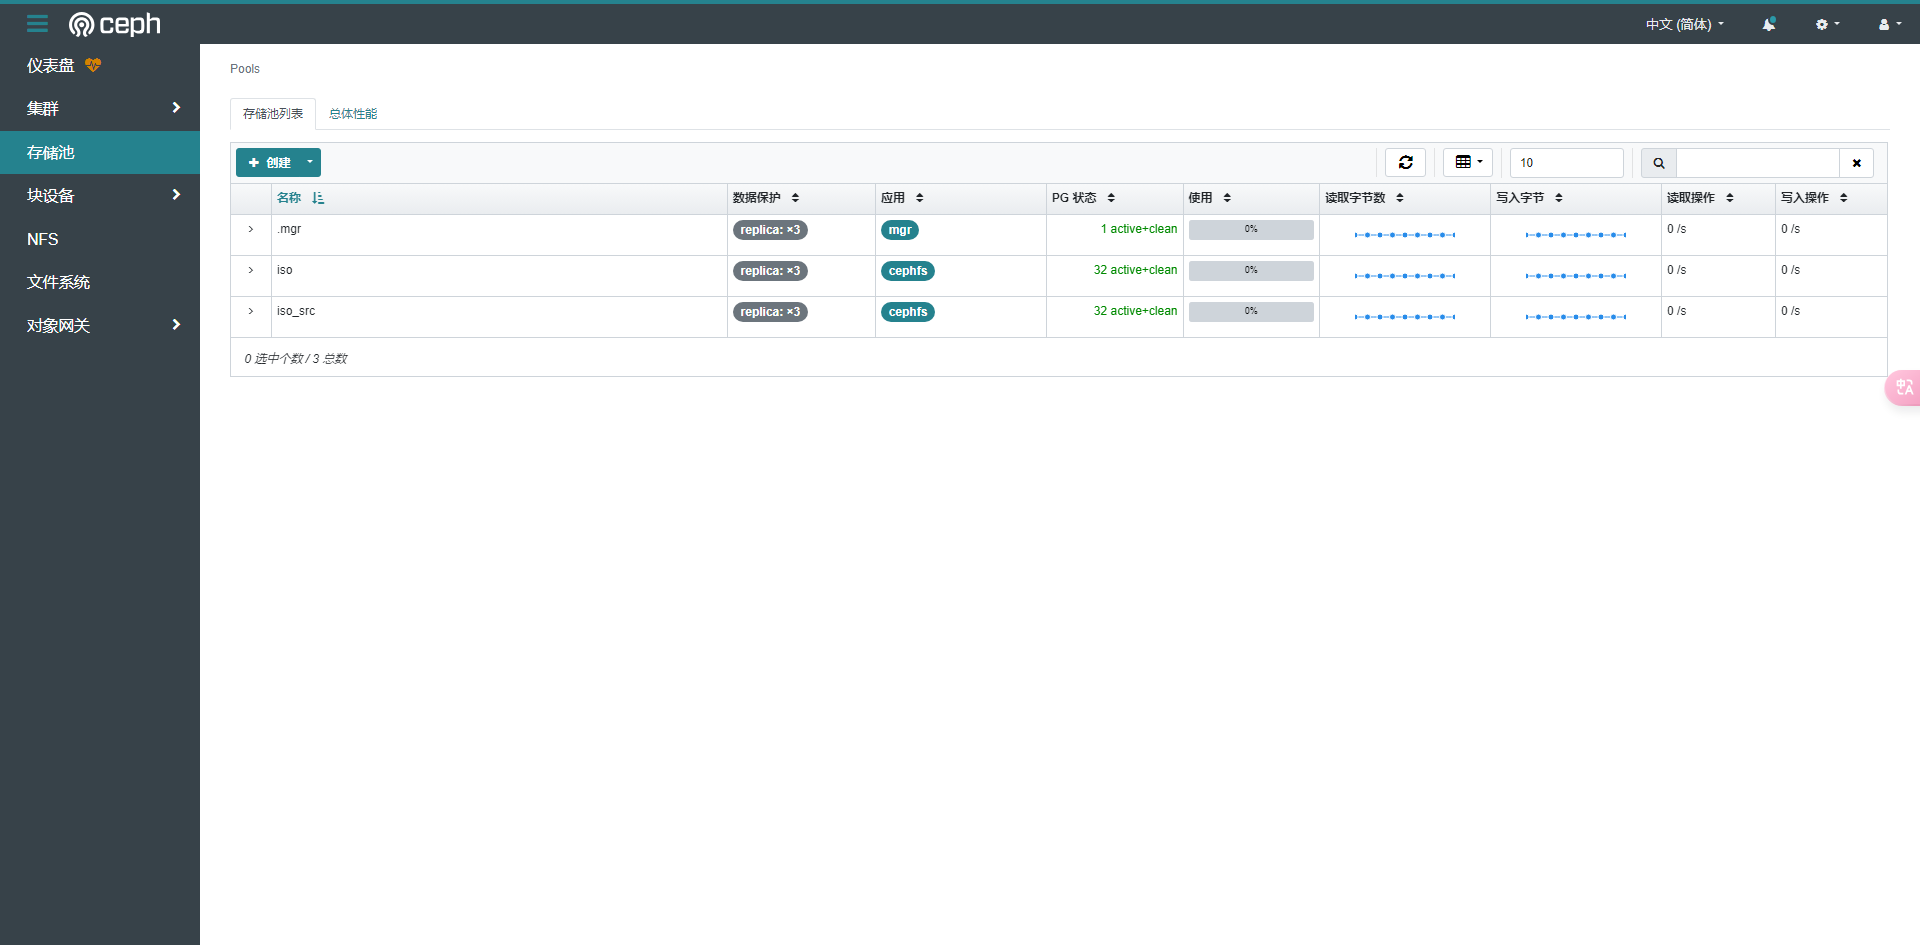 ceph
中文 (简体)
仪表盘
集群
存储池
块设备
NFS
文件系统
对象网关
Pools
存储池列表 总体性能
创建 10
名称 数据保护 应用 PG 状态 使用 读取字节数 写入字节 读取操作 写入操作
.mgr replica: ×3 mgr 1 active+clean 0% 0 /s 0 /s
iso replica: ×3 cephfs 32 active+clean 0% 0 /s 0 /s
iso_src replica: ×3 cephfs 32 active+clean 0% 0 /s 0 /s
0 选中个数 / 3 总数
中A